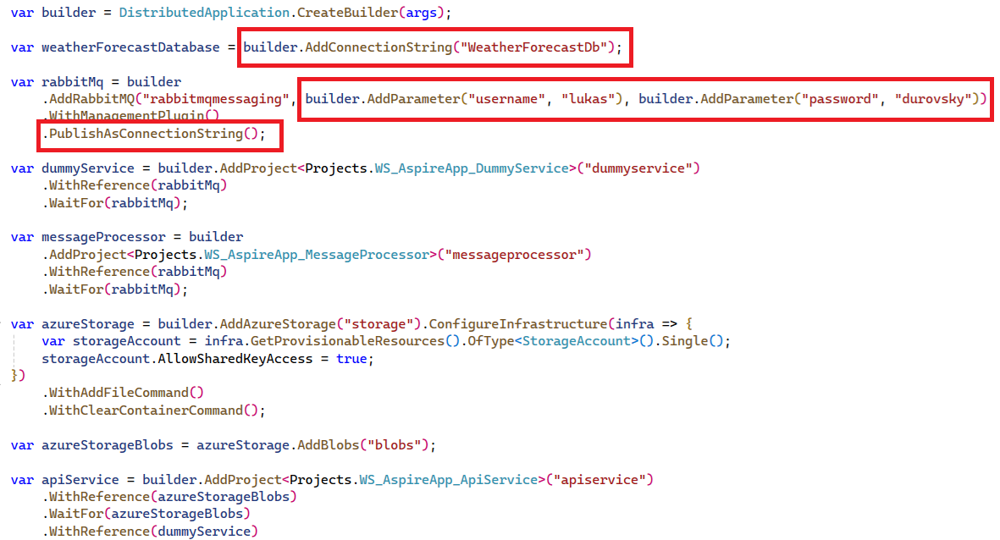 var builder = DistributedApplication.CreateBuilder(args);
var weatherForecastDatabase = builder.AddConnectionString("WeatherForecastDb");
var rabbitMq = builder
.AddRabbitMQ("rabbitmqmessaging", builder.AddParameter("username", "lukas"), builder.AddParameter("password", "durovsky"))
.WithManagementPlugin()
.PublishAsConnectionString();
var dummyService = builder.AddProject<Projects.WS_AspireApp_DummyService>("dummyservice")
.WithReference(rabbitMq)
.WaitFor(rabbitMq);
var messageProcessor = builder
.AddProject<Projects.WS_AspireApp_MessageProcessor>("messageprocessor")
.WithReference(rabbitMq)
.WaitFor(rabbitMq);
var azureStorage = builder.AddAzureStorage("storage").ConfigureInfrastructure(infra => {
var storageAccount = infra.GetProvisionableResources().OfType<StorageAccount>().Single();
storageAccount.AllowSharedKeyAccess = true;
})
.WithAddFileCommand()
.WithClearContainerCommand();
var azureStorageBlobs = azureStorage.AddBlobs("blobs");
var apiService = builder.AddProject<Projects.WS_AspireApp_ApiService>("apiservice")
.WithReference(azureStorageBlobs)
.WaitFor(azureStorageBlobs)
.WithReference(dummyService)